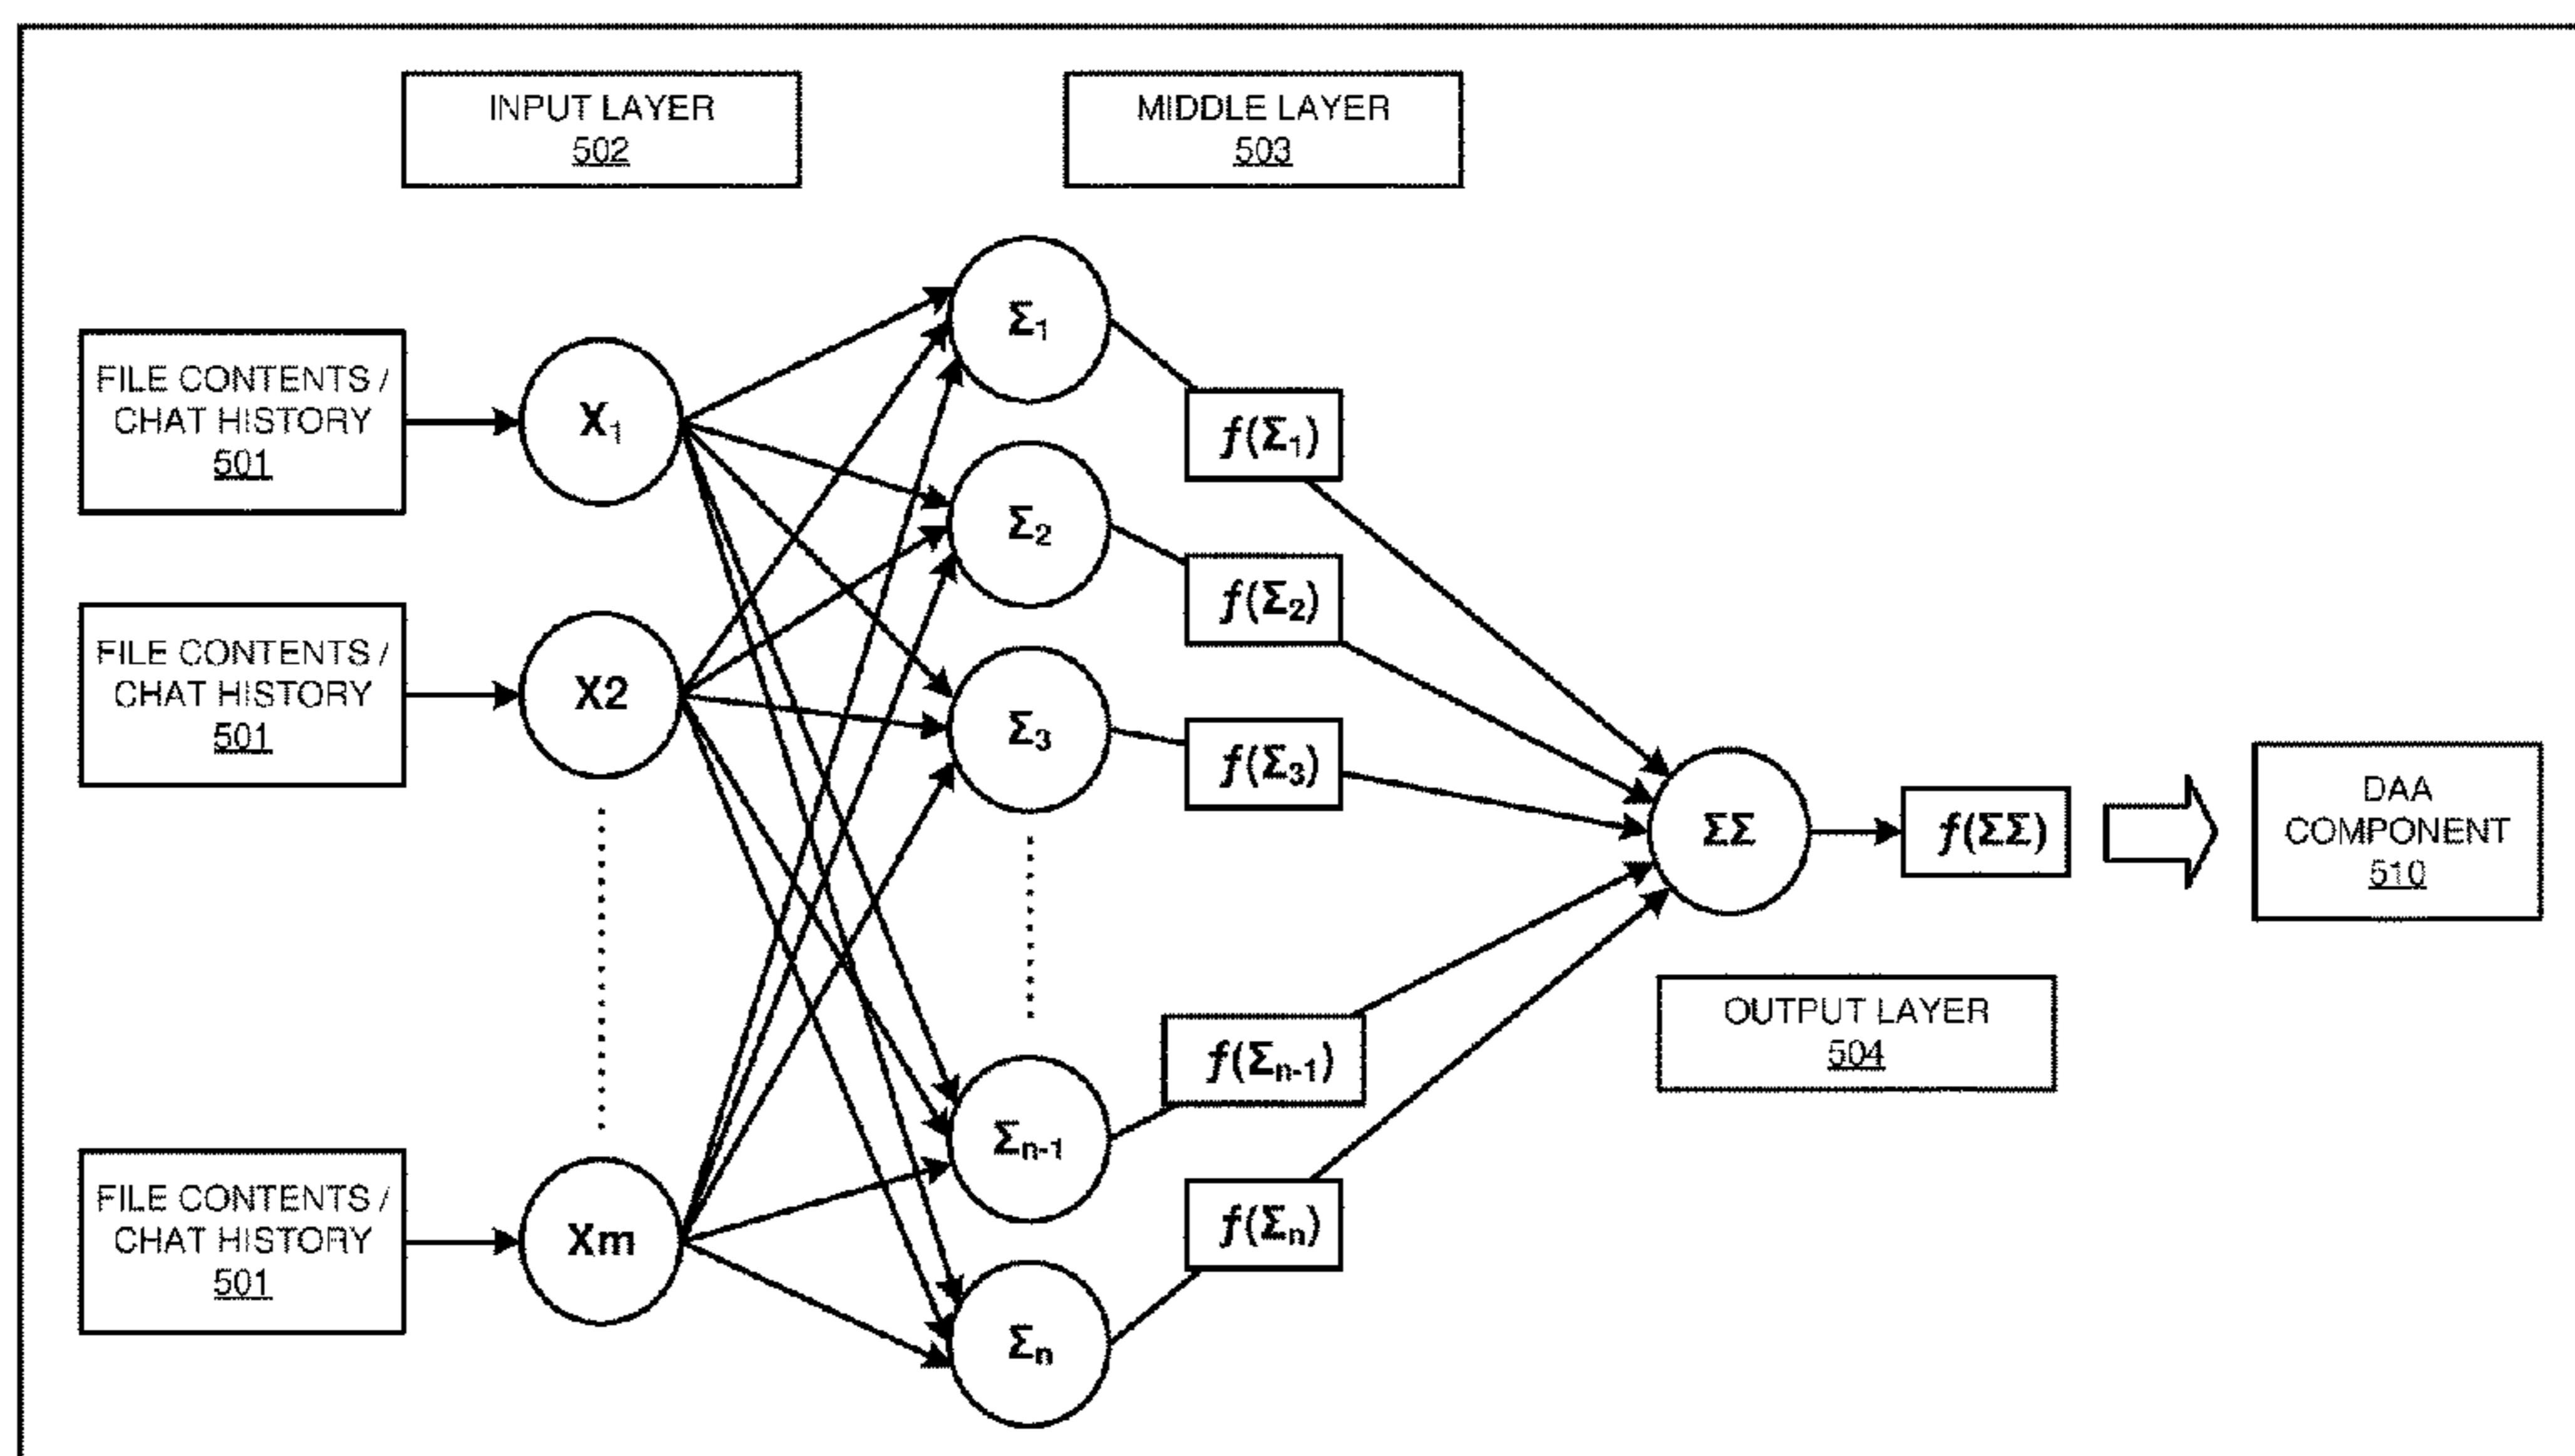 INPUT LAYER
502
MIDDLE LAYER
503
FILE CONTENTS /
CHAT HISTORY
501
X₁
FILE CONTENTS /
CHAT HISTORY
501
X2
FILE CONTENTS /
CHAT HISTORY
501
Xm
Σ₁
Σ₂
Σ₃
Σn-1
Σn
f(Σ₁)
f(Σ₂)
f(Σ₃)
f(Σn-1)
f(Σn)
ΣΣ
f(ΣΣ)
OUTPUT LAYER
504
DAA
COMPONENT
510